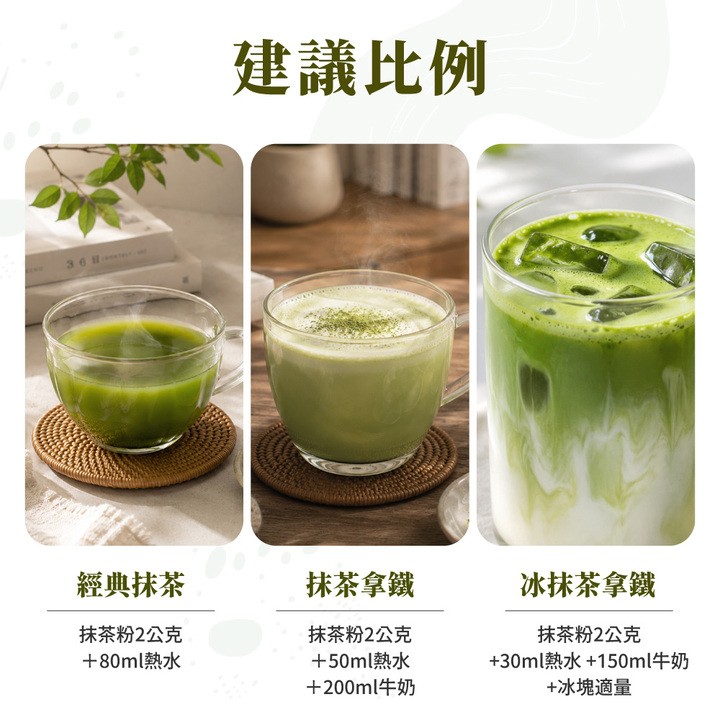 建議比例
經典抹茶
抹茶粉2公克
＋80ml熱水
抹茶拿鐵
抹茶粉2公克
＋50ml熱水
＋200ml牛奶
冰抹茶拿鐵
抹茶粉2公克
+30ml熱水 +150ml牛奶
+冰塊適量